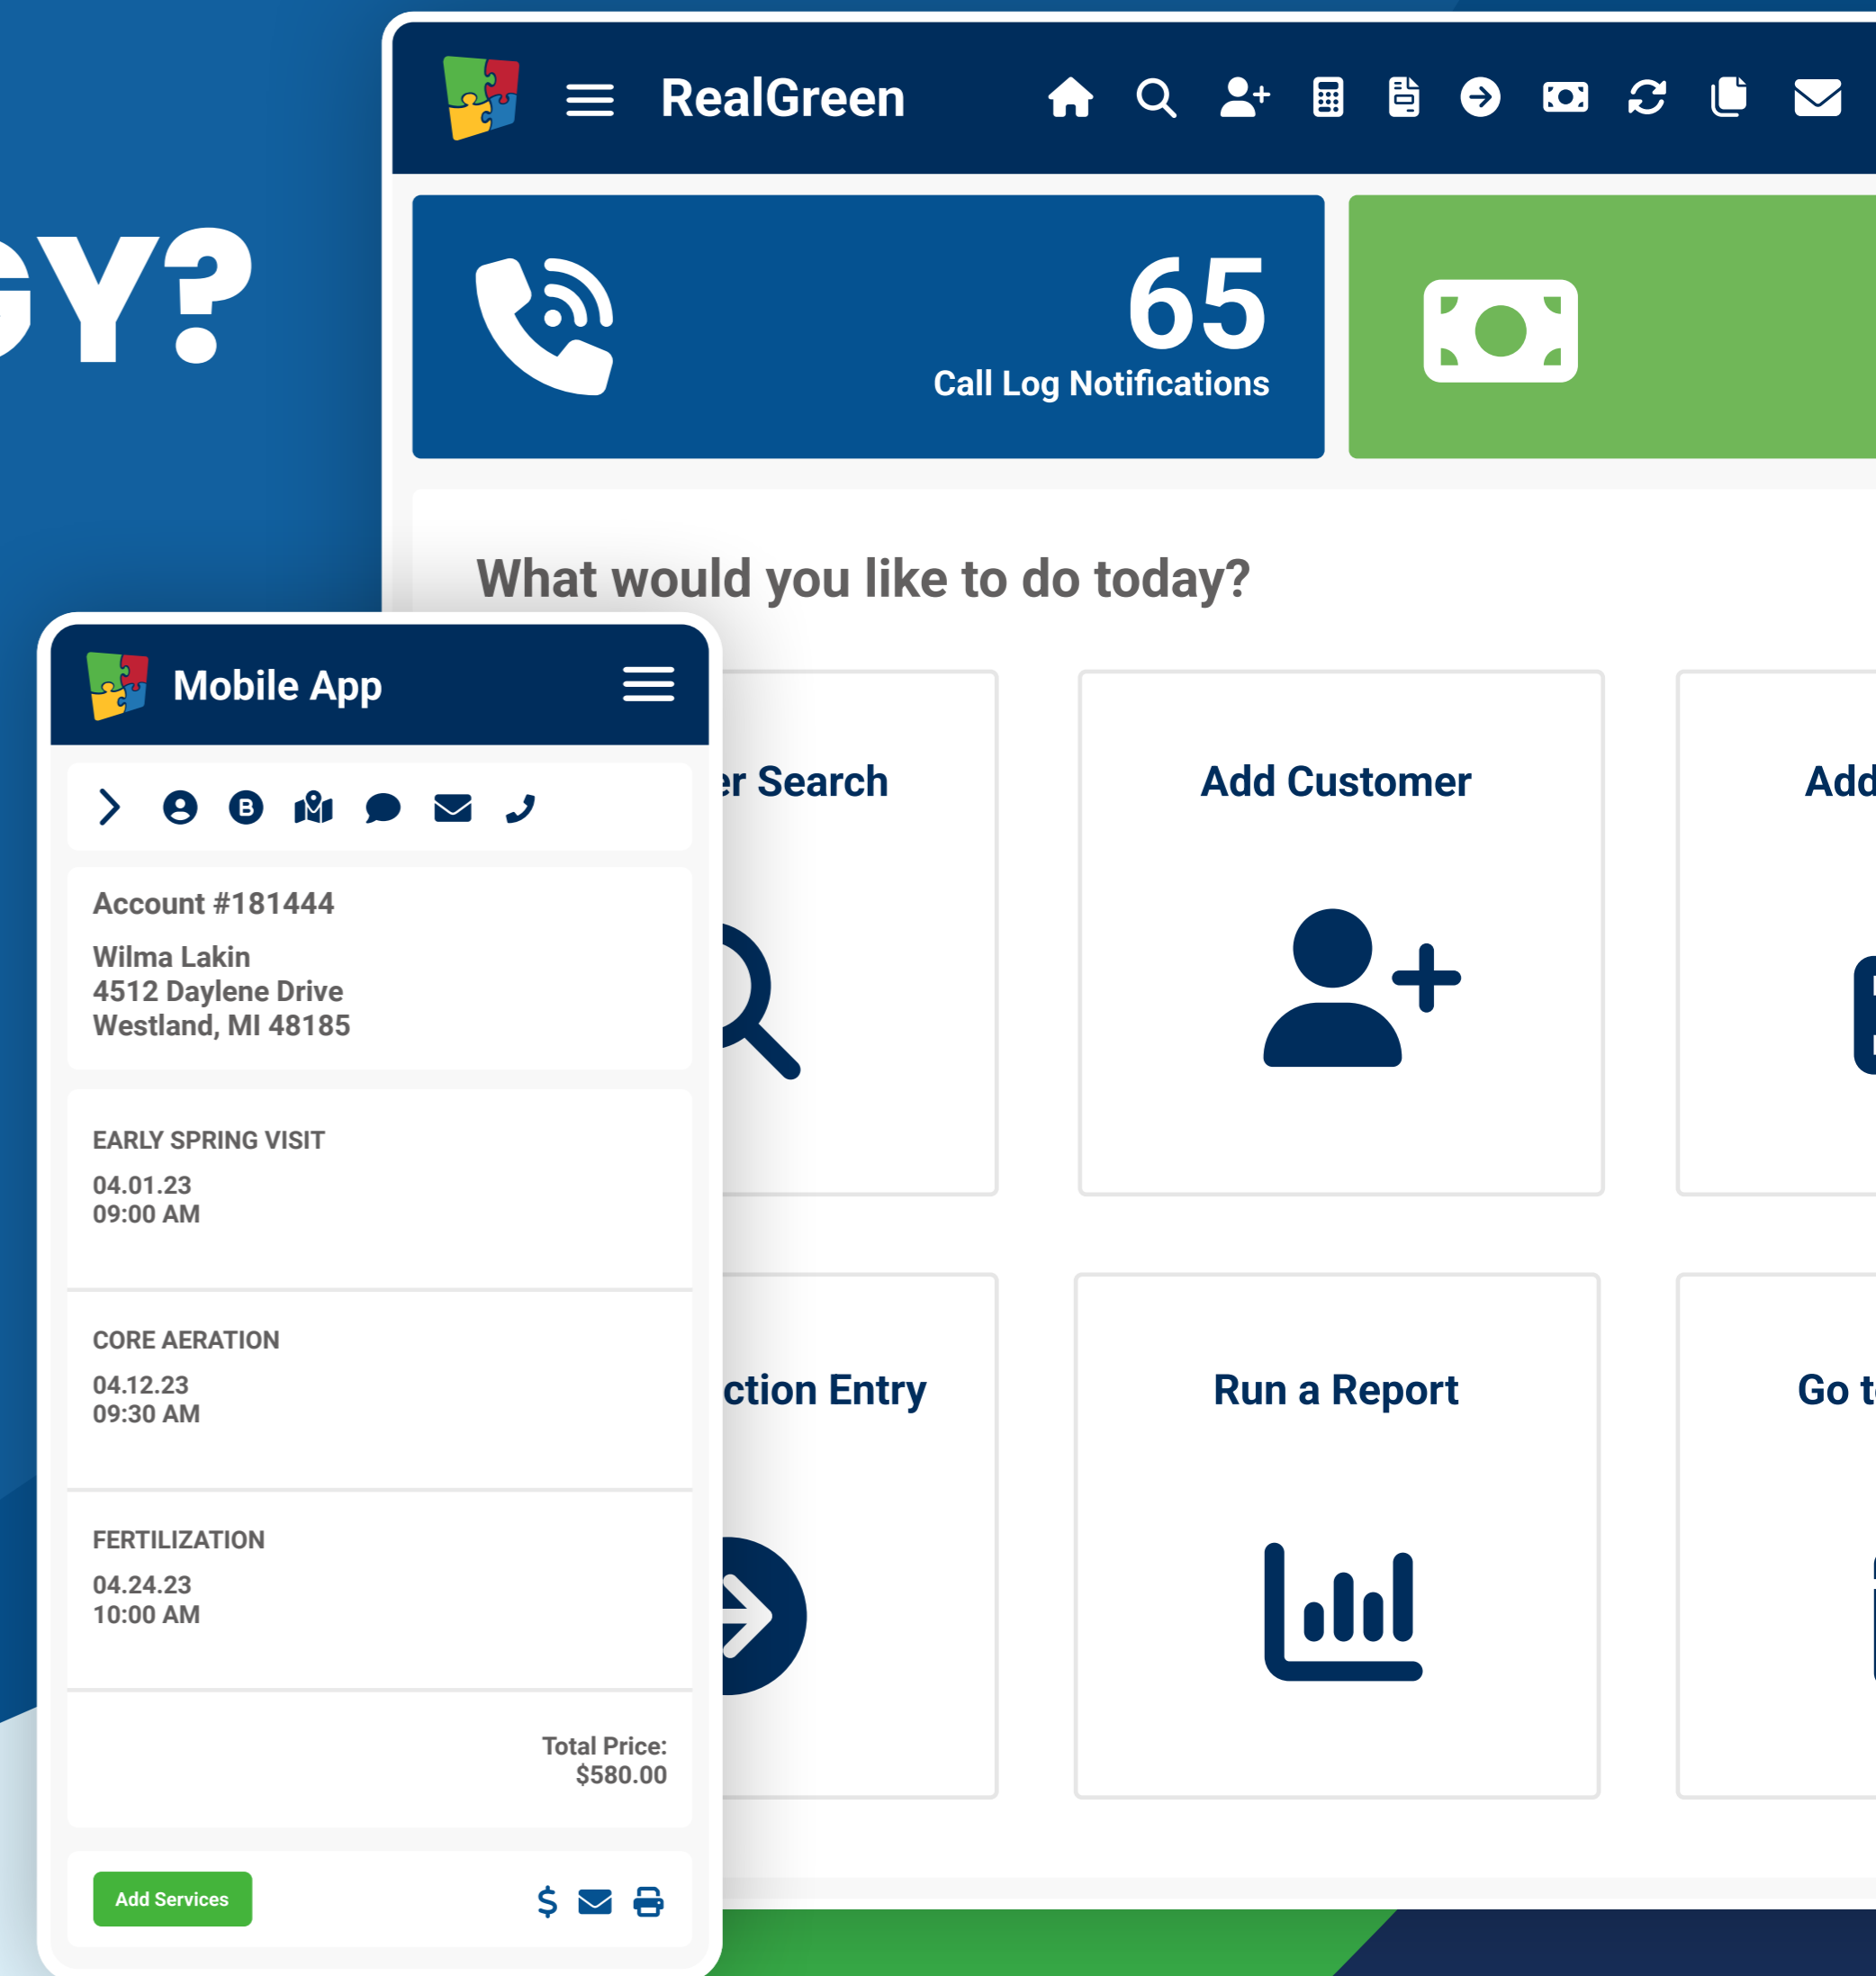 GY?
RealGreen
65
Call Log Notifications
What would you like to do today?
er Search
Add Customer
Add
ction Entry
Run a Report
Go to
Mobile App
Account #181444
Wilma Lakin
4512 Daylene Drive
Westland, MI 48185
EARLY SPRING VISIT
04.01.23
09:00 AM
CORE AERATION
04.12.23
09:30 AM
FERTILIZATION
04.24.23
10:00 AM
Total Price:
$580.00
Add Services